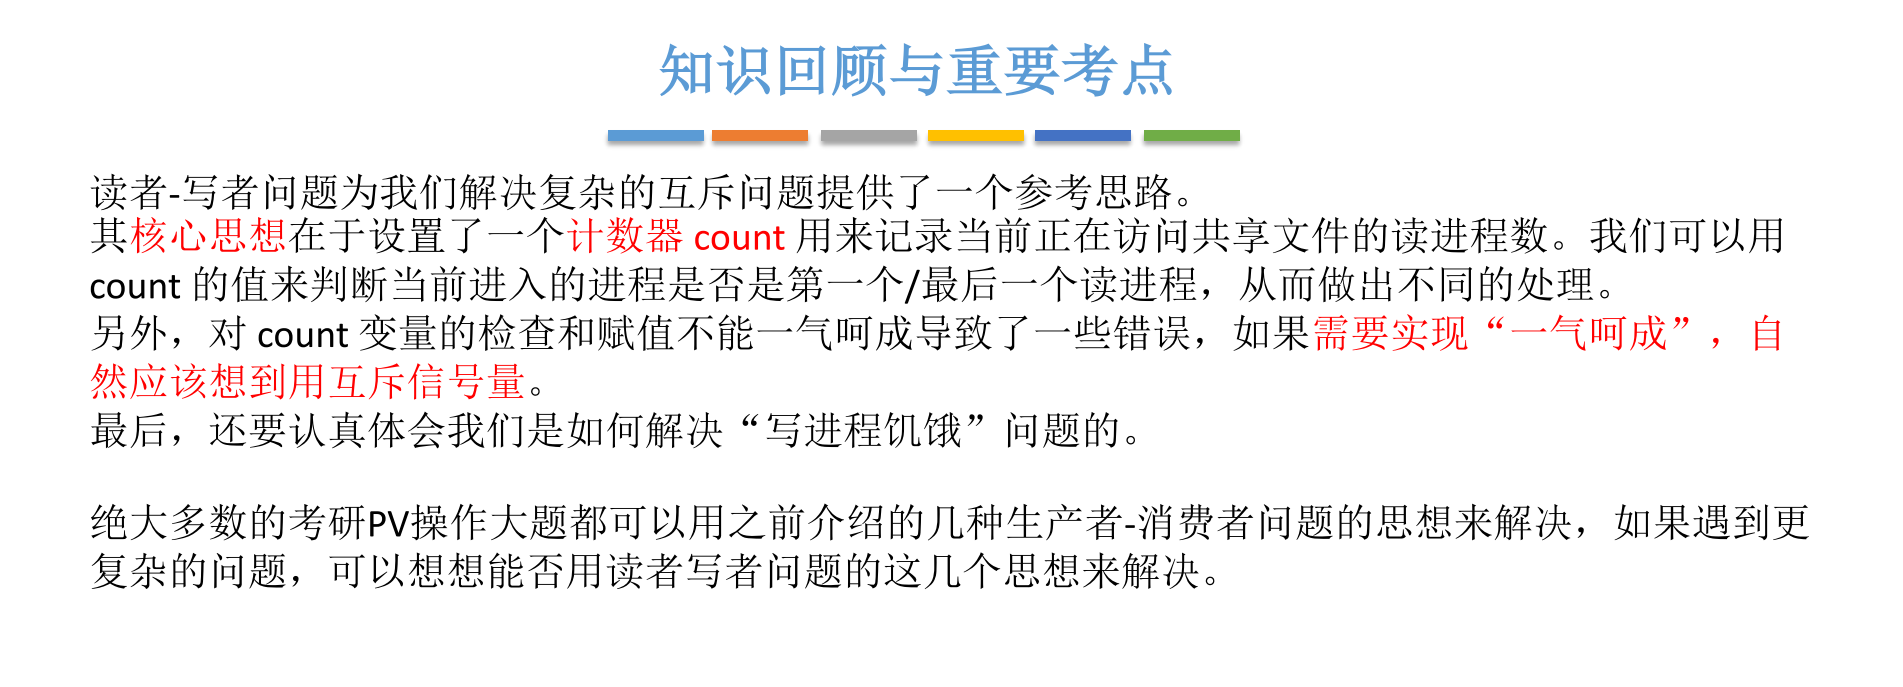 知识回顾与重要考点
读者-写者问题为我们解决复杂的互斥问题提供了一个参考思路。
其核心思想在于设置了一个计数器 count 用来记录当前正在访问共享文件的读进程数。我们可以用
count 的值来判断当前进入的进程是否是第一个/最后一个读进程，从而做出不同的处理。
另外，对 count 变量的检查和赋值不能一气呵成导致了一些错误，如果需要实现“一气呵成”，自
然应该想到用互斥信号量。
最后，还要认真体会我们是如何解决“写进程饥饿”问题的。
绝大多数的考研PV操作大题都可以用之前介绍的几种生产者-消费者问题的思想来解决，如果遇到更
复杂的问题，可以想想能否用读者写者问题的这几个思想来解决。